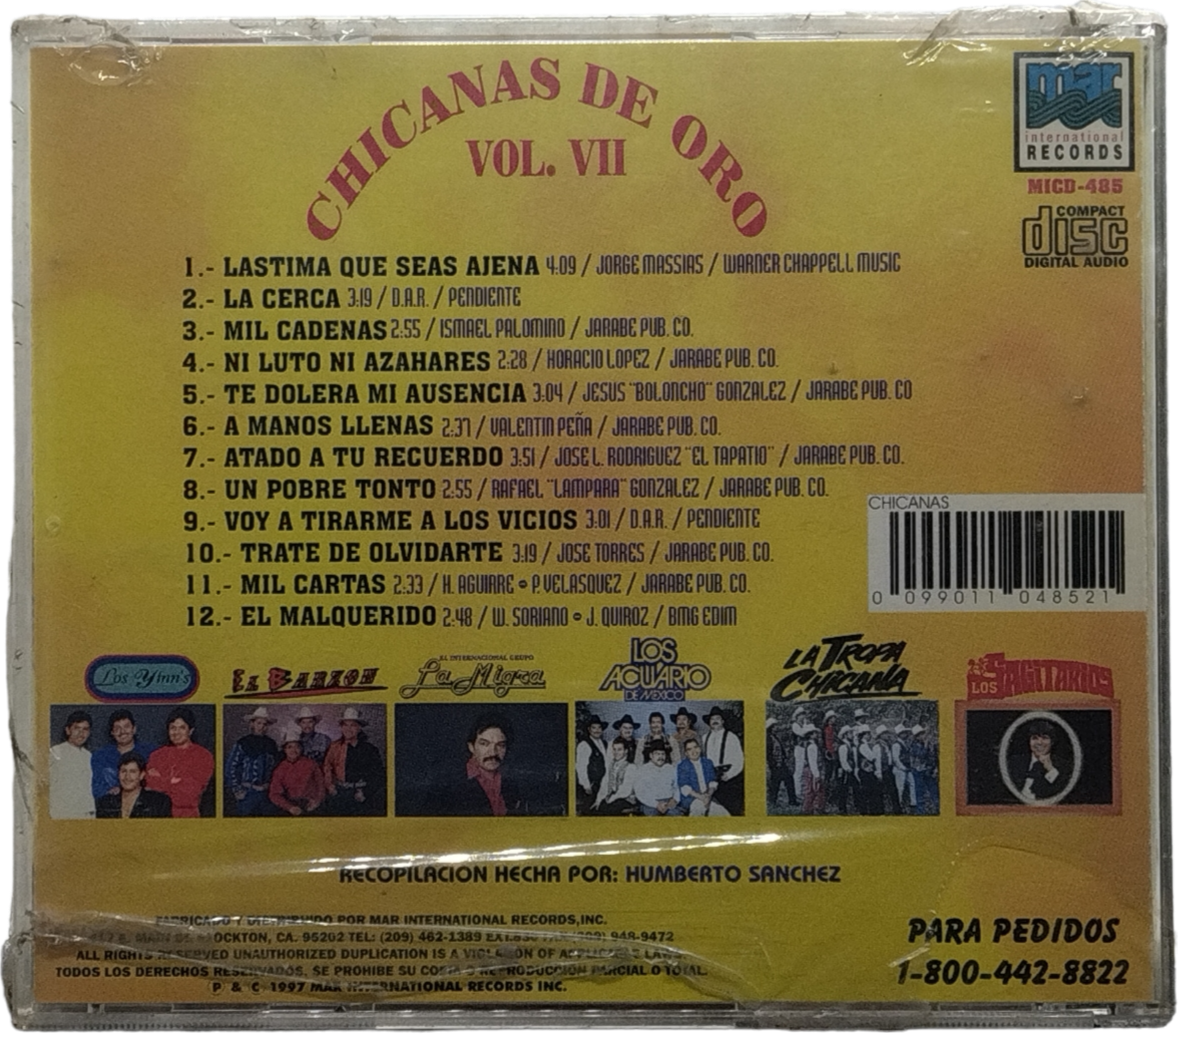 CHICANAS DE ORO
VOL. VII
mar
international
RECORDS
MICD-485
COMPACT
disc
DIGITAL AUDIO
1.- LASTIMA QUE SEAS AJENA 4:09 / JORGE MASSIAS / WARNER CHAPPELL MUSIC
2.- LA CERCA 3:19 / D.A.R. / PENDIENTE
3.- MIL CADENAS 2:55 / ISMAEL PALOMINO / JARABE PUB. CO.
4.- NI LUTO NI AZAHARES 2:28 / HORACIO LOPEZ / JARABE PUB. CO.
5.- TE DOLERA MI AUSENCIA 3:04 / JESUS "BOLONCHO" GONZALEZ / JARABE PUB. CO
6.- A MANOS LLENAS 2:37 / VALENTIN PEÑA / JARABE PUB. CO.
7.- ATADO A TU RECUERDO 3:51 / JOSE L. RODRIGUEZ "EL TAPATIO" / JARABE PUB. CO.
8.- UN POBRE TONTO 2:55 / RAFAEL "LAMPARA" GONZALEZ / JARABE PUB. CO.
9.- VOY A TIRARME A LOS VICIOS 3:01 / D.A.R. / PENDIENTE
10.- TRATE DE OLVIDARTE 3:19 / JOSE TORRES / JARABE PUB. CO.
11.- MIL CARTAS 2:33 / H. AGUIRRE • P. VELASQUEZ / JARABE PUB. CO.
12.- EL MALQUERIDO 2:48 / W. SORIANO • J. QUIROZ / BMG EDIM
CHICANAS
0 099011 048521
Los Yinn's
EL BARZON
EL INTERNACIONAL GRUPO
La Migra
LOS
ACUARIO
DE MEXICO
LA TROPA
CHICANA
LOS SAGITARIOS
RECOPILACION HECHA POR: HUMBERTO SANCHEZ
FABRICADO Y DISTRIBUIDO POR MAR INTERNATIONAL RECORDS, INC.
MAIN ST. STOCKTON, CA. 95202 TEL: (209) 462-1389 948-9472
ALL RIGHTS RESERVED UNAUTHORIZED DUPLICATION IS A VIOLATION OF APPLICABLE LAWS
TODOS LOS DERECHOS RESERVADOS. SE PROHIBE SU COPIA O REPRODUCCION PARCIAL O TOTAL.
P & C 1997 MAR INTERNATIONAL RECORDS INC.
PARA PEDIDOS
1-800-442-8822